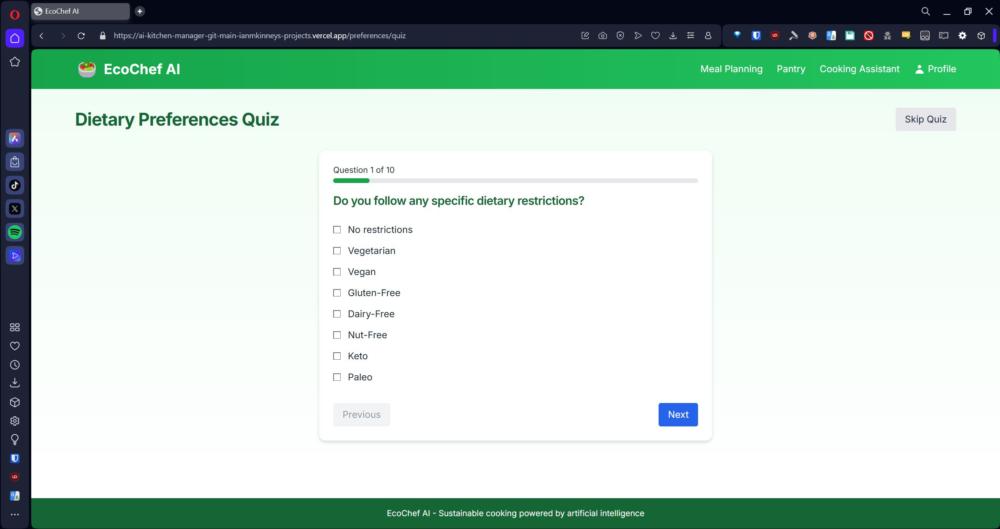 EcoChef AI
https://ai-kitchen-manager-git-main-ianmkinneys-projects.vercel.app/preferences/quiz
EcoChef AI
Meal Planning
Pantry
Cooking Assistant
Profile
Dietary Preferences Quiz
Skip Quiz
Question 1 of 10
Do you follow any specific dietary restrictions?
No restrictions
Vegetarian
Vegan
Gluten-Free
Dairy-Free
Nut-Free
Keto
Paleo
Previous
Next
EcoChef AI - Sustainable cooking powered by artificial intelligence